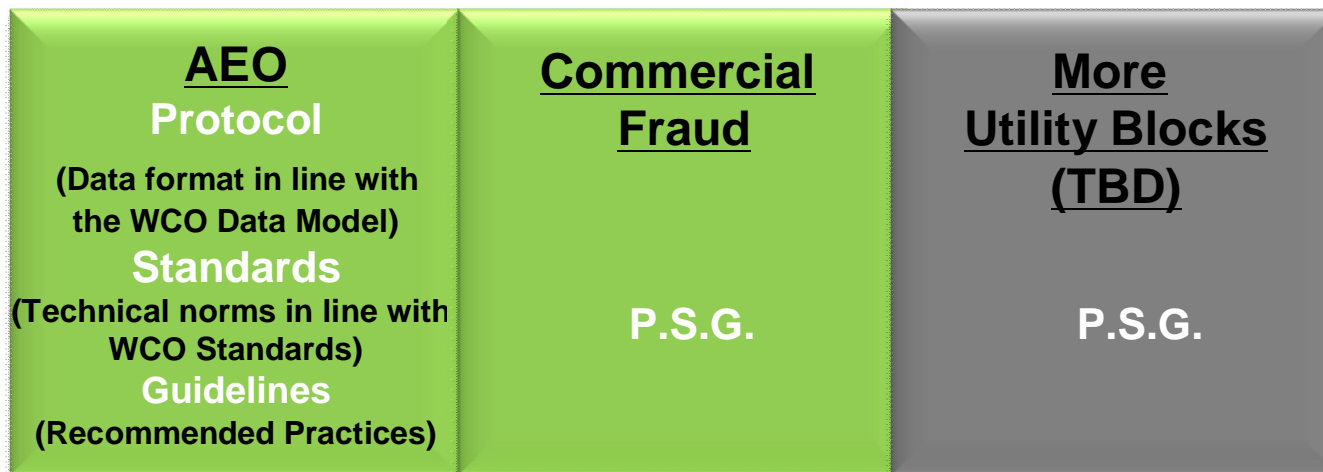 AEO
Protocol
(Data format in line with
the WCO Data Model)
Standards
(Technical norms in line with
WCO Standards)
Guidelines
(Recommended Practices)
Commercial
Fraud
P.S.G.
More
Utility Blocks
(TBD)
P.S.G.